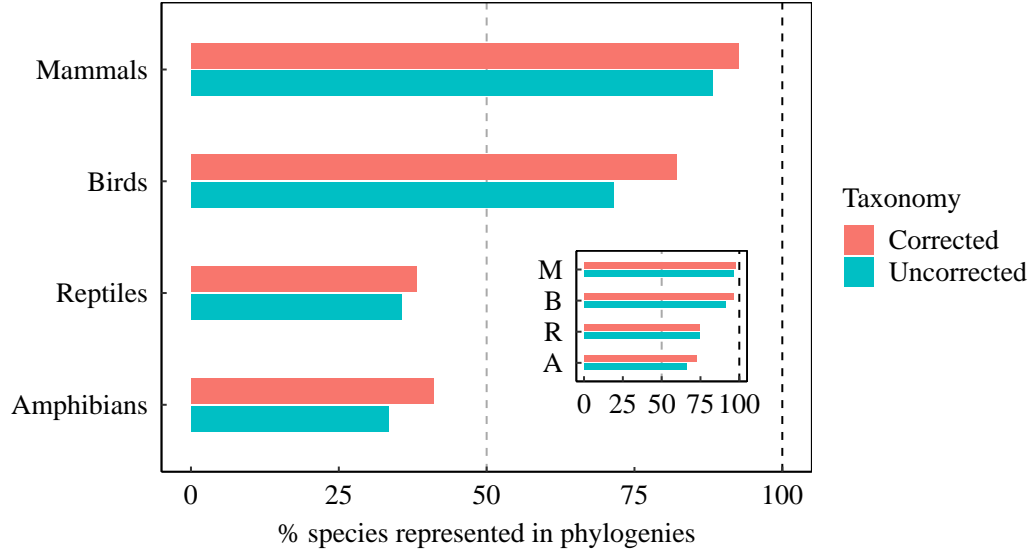 Mammals
Birds
Reptiles
Amphibians
0 25 50 75 100
% species represented in phylogenies
M
B
R
A
0 25 50 75 100
Taxonomy
Corrected
Uncorrected